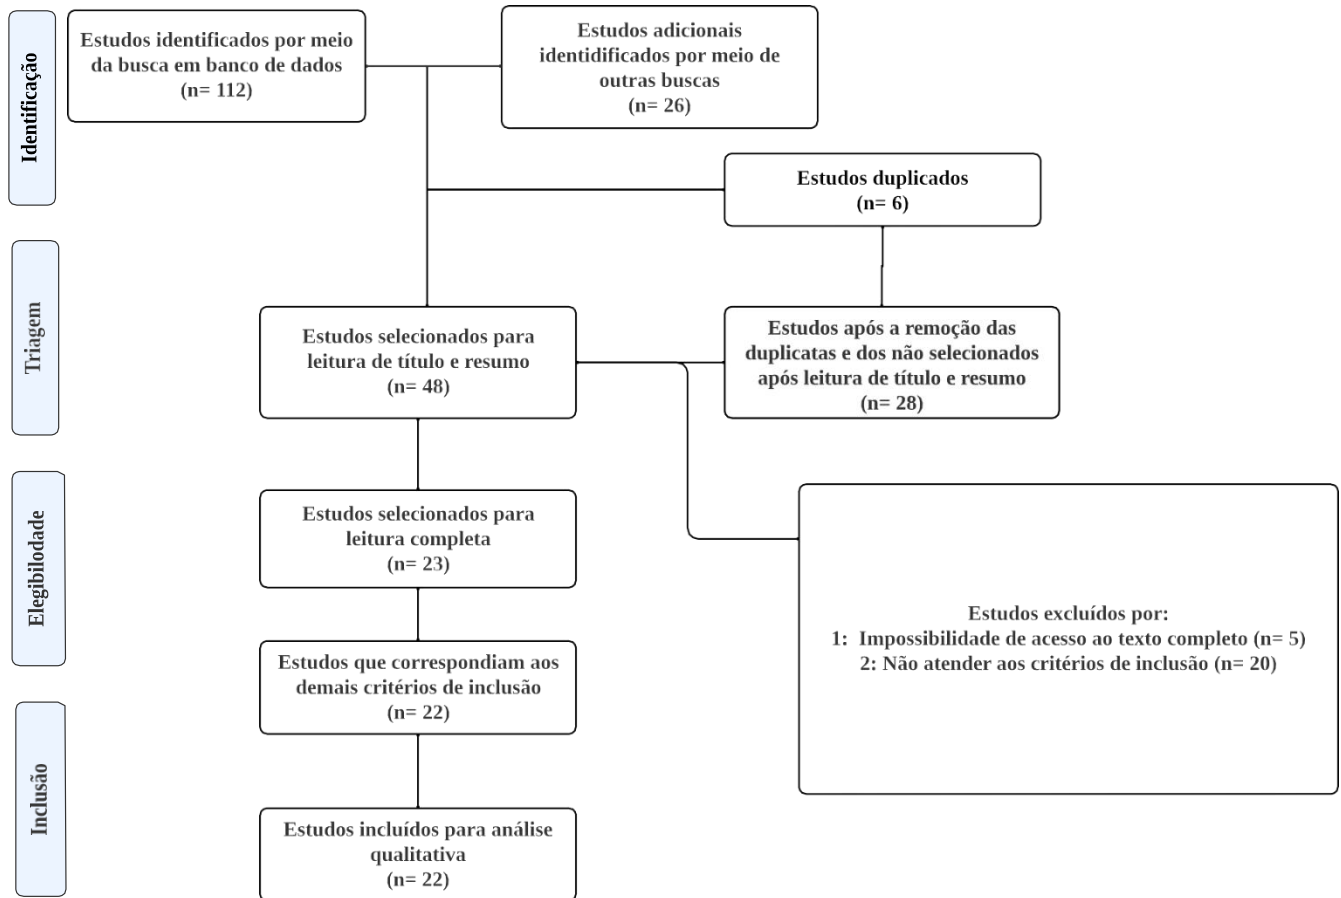 Identificação
Estudos identificados por meio
da busca em banco de dados
(n= 112)
Estudos adicionais
identidificados por meio de
outras buscas
(n= 26)
Estudos duplicados
(n= 6)
Triagem
Estudos selecionados para
leitura de título e resumo
(n= 48)
Estudos após a remoção das
duplicatas e dos não selecionados
após leitura de título e resumo
(n= 28)
Elegibilodade
Estudos selecionados para
leitura completa
(n= 23)
Estudos excluídos por:
1: Impossibilidade de acesso ao texto completo (n= 5)
2: Não atender aos critérios de inclusão (n= 20)
Estudos que correspondiam aos
demais critérios de inclusão
(n= 22)
Inclusão
Estudos incluídos para análise
qualitativa
(n= 22)